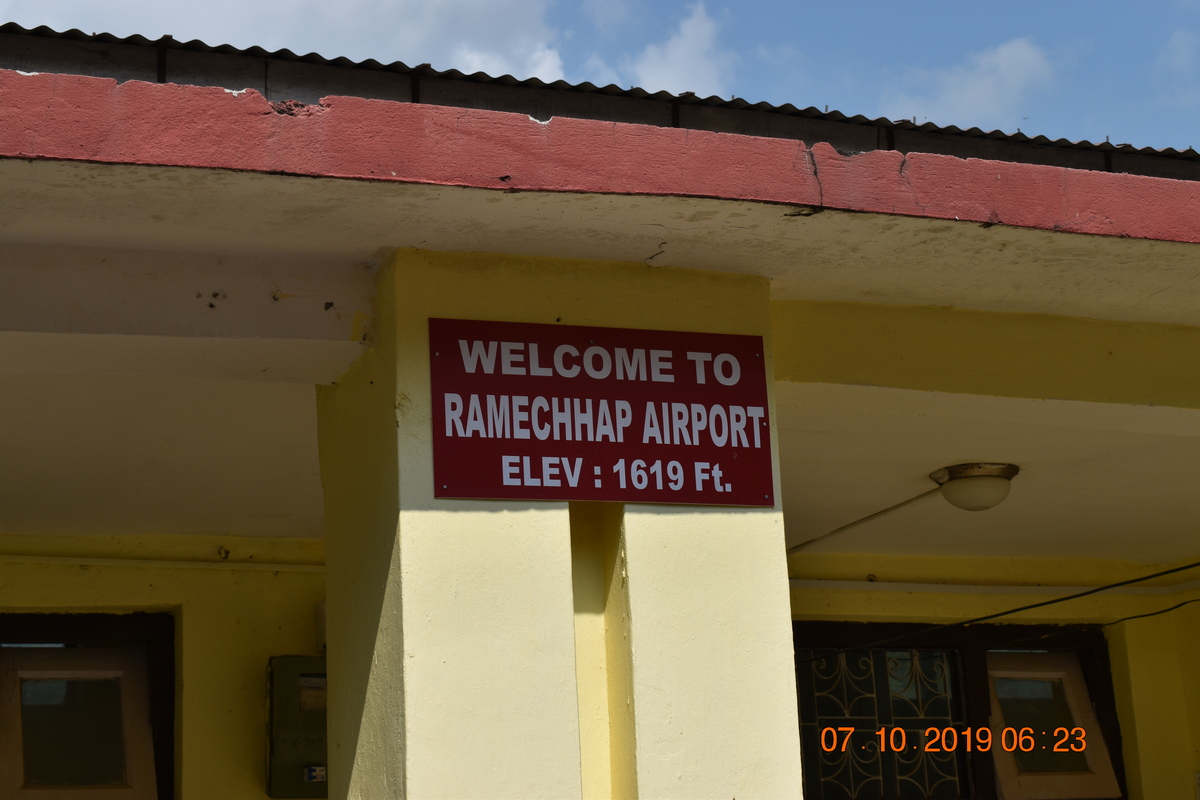 WELCOME TO
RAMECHHAP AIRPORT
ELEV : 1619 Ft.
07.10.2019 06:23